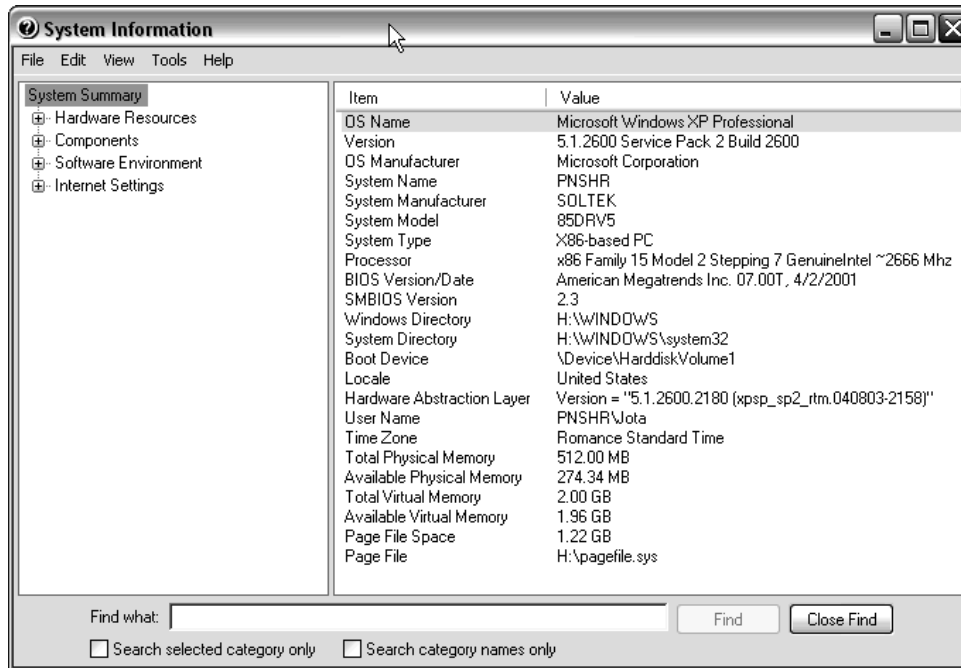 System Information
File Edit View Tools Help
System Summary
Hardware Resources
Components
Software Environment
Internet Settings
Item Value
OS Name Microsoft Windows XP Professional
Version 5.1.2600 Service Pack 2 Build 2600
OS Manufacturer Microsoft Corporation
System Name PNSHR
System Manufacturer SOLTEK
System Model 85DRV5
System Type X86-based PC
Processor x86 Family 15 Model 2 Stepping 7 GenuineIntel ~2666 Mhz
BIOS Version/Date American Megatrends Inc. 07.00T, 4/2/2001
SMBIOS Version 2.3
Windows Directory H:\WINDOWS
System Directory H:\WINDOWS\system32
Boot Device \Device\HarddiskVolume1
Locale United States
Hardware Abstraction Layer Version = "5.1.2600.2180 (xpsp_sp2_rtm.040803-2158)"
User Name PNSHR\Jota
Time Zone Romance Standard Time
Total Physical Memory 512.00 MB
Available Physical Memory 274.34 MB
Total Virtual Memory 2.00 GB
Available Virtual Memory 1.96 GB
Page File Space 1.22 GB
Page File H:\pagefile.sys
Find what: Find Close Find
Search selected category only Search category names only